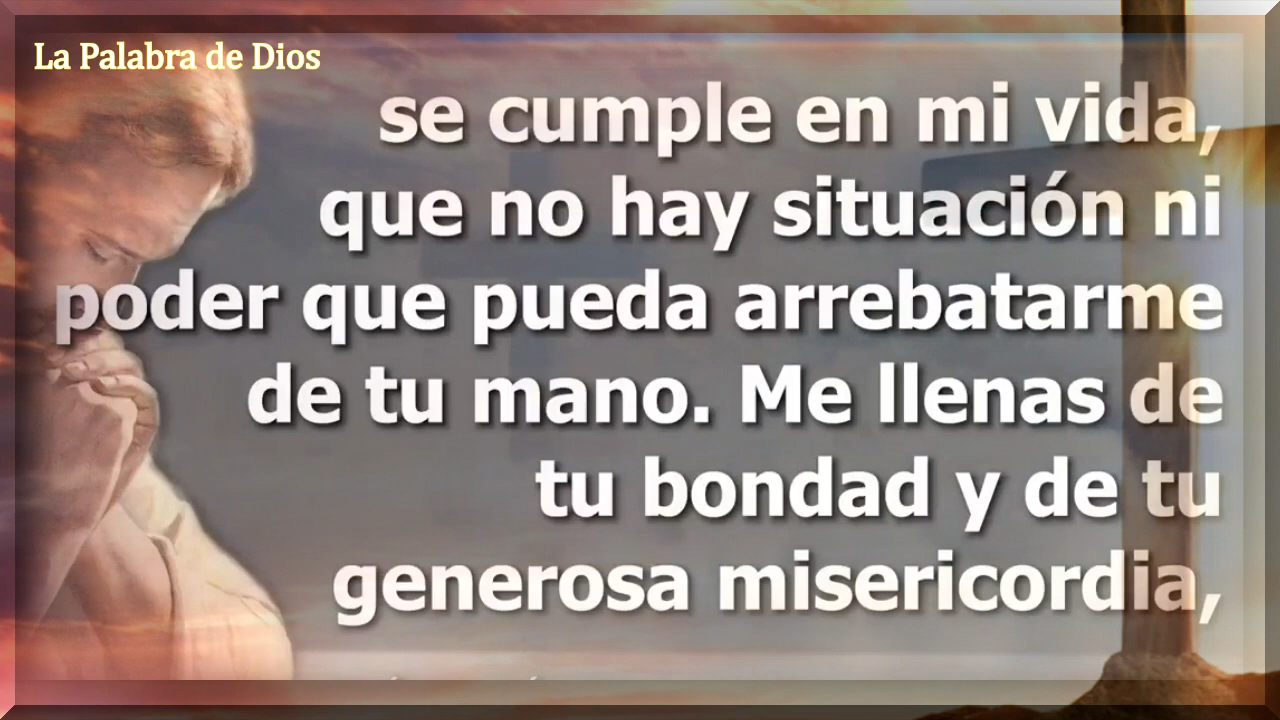 La Palabra de Dios
se cumple en mi vida,
que no hay situación ni
poder que pueda arrebatarme
de tu mano. Me llenas de
tu bondad y de tu
generosa misericordia,